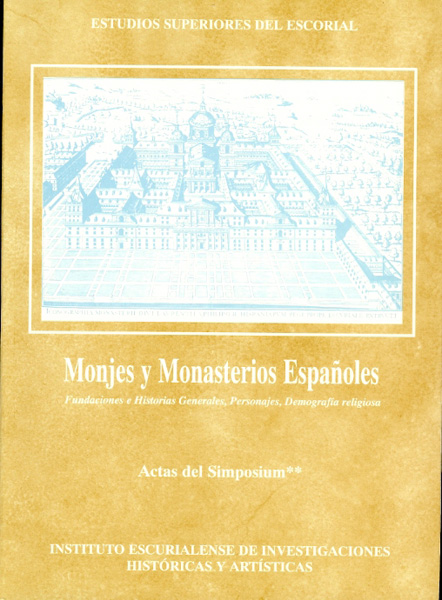 ESTUDIOS SUPERIORES DEL ESCORIAL
Monjes y Monasterios Españoles
Fundaciones e Historias Generales, Personajes, Demografía religiosa
Actas del Simposium**
INSTITUTO ESCURIALENSE DE INVESTIGACIONES
HISTÓRICAS Y ARTÍSTICAS